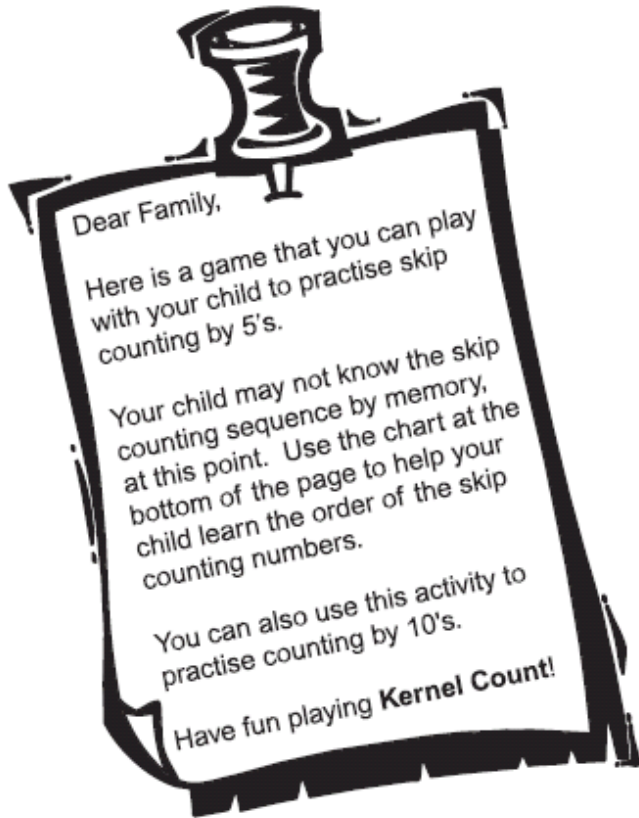 Dear Family,
Here is a game that you can play
with your child to practise skip
counting by 5's.
Your child may not know the skip
counting sequence by memory,
at this point.  Use the chart at the
bottom of the page to help your
child learn the order of the skip
counting numbers.
You can also use this activity to
practise counting by 10's.
Have fun playing Kernel Count!